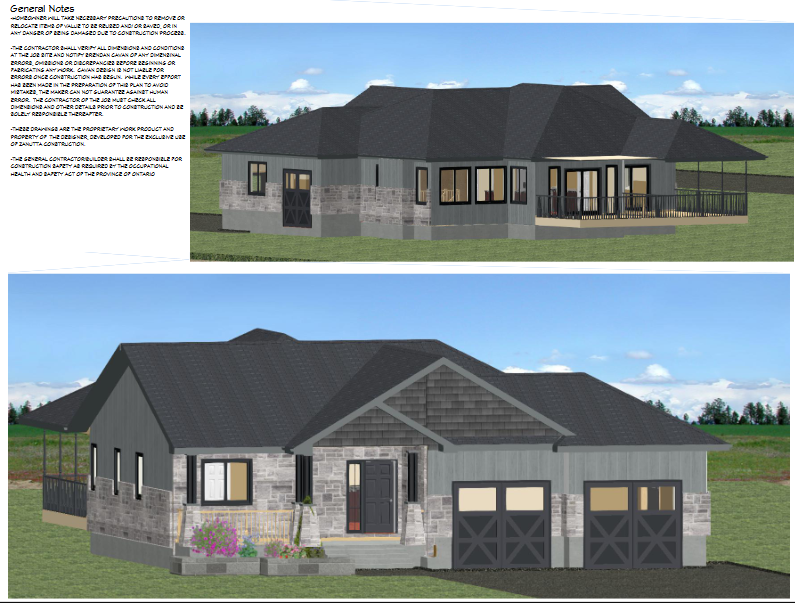 General Notes
-HOMEOWNER WILL TAKE NECESSARY PRECAUTIONS TO REMOVE OR
RELOCATE ITEMS OF VALUE TO BE REUSED AND/OR SAVED, OR IN
ANY DANGER OF BEING DAMAGED DUE TO CONSTRUCTION PROCESS.
-THE CONTRACTOR SHALL VERIFY ALL DIMENSIONS AND CONDITIONS
AT THE JOB SITE AND NOTIFY BRENDAN CAVAN OF ANY DIMENSINAL
ERRORS, OMISSIONS OR DISCREPANCIES BEFORE BEGINNING OR
FABRICATING ANY WORK. CAVAN DESIGN IS NOT LIABLE FOR
ERRORS ONCE CONSTRUCTION HAS BEGUN. WHILE EVERY EFFORT
HAS BEEN MADE IN THE PREPARATION OF THIS PLAN TO AVOID
MISTAKES, THE MAKER CAN NOT GUARANTEE AGAINST HUMAN
ERROR. THE CONTRACTOR OF THE JOB MUST CHECK ALL
DIMENSIONS AND OTHER DETAILS PRIOR TO CONSTRUCTION AND BE
SOLELY RESPONSIBLE THEREAFTER.
-THESE DRAWINGS ARE THE PROPRIETARY WORK PRODUCT AND
PROPERTY OF THE DESIGNER, DEVELOPED FOR THE EXCLUSIVE USE
OF ZANUTTA CONSTRUCTION.
-THE GENERAL CONTRACTOR/BUILDER SHALL BE RESPONSIBLE FOR
CONSTRUCTION SAFETY AS REQUIRED BY THE OCCUPATIONAL
HEALTH AND SAFETY ACT OF THE PROVINCE OF ONTARIO